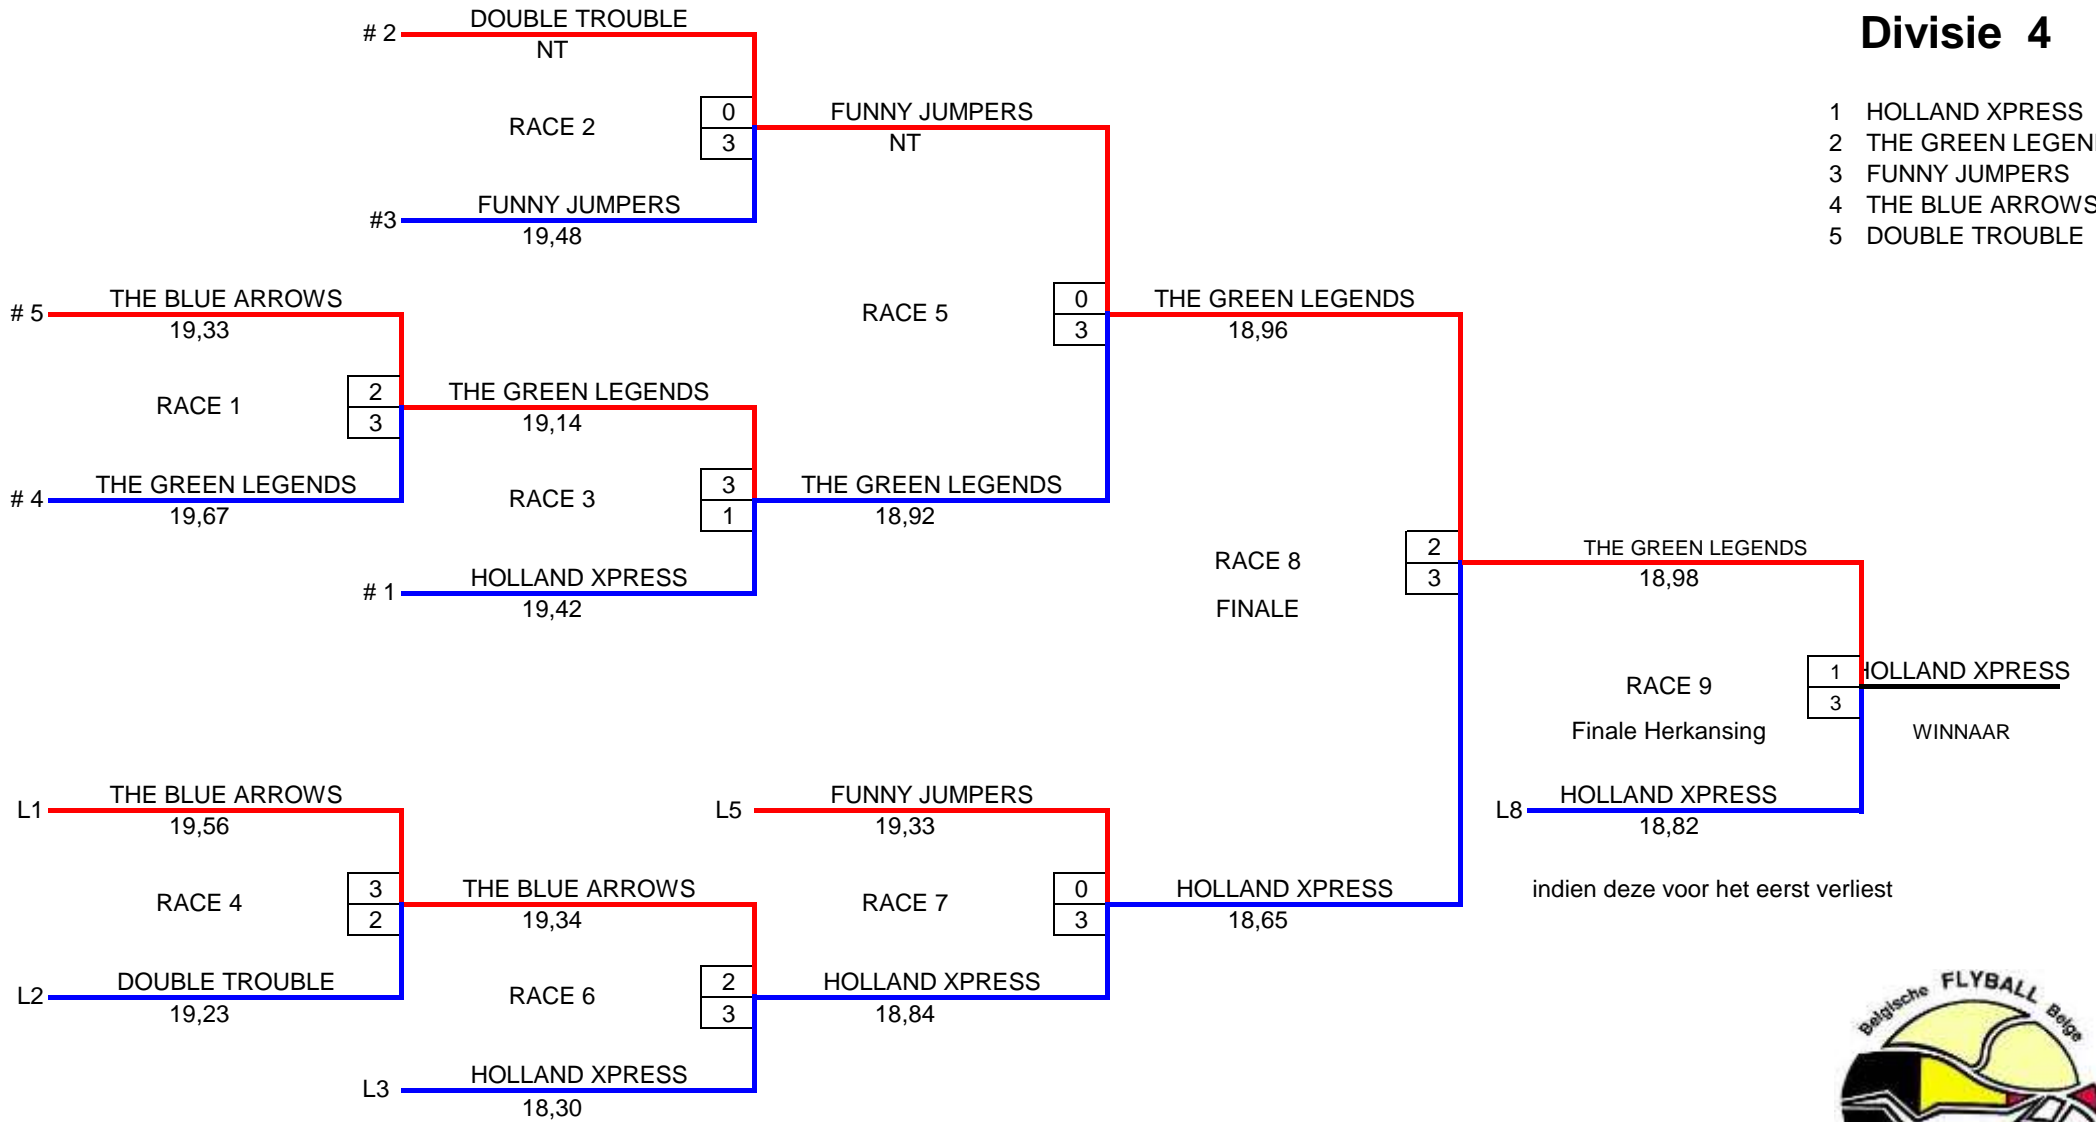 Divisie 4
1 HOLLAND XPRESS
2 THE GREEN LEGEN
3 FUNNY JUMPERS
4 THE BLUE ARROWS
5 DOUBLE TROUBLE
# 2
DOUBLE TROUBLE
NT
RACE 2
0
3
#3
FUNNY JUMPERS
19,48
FUNNY JUMPERS
NT
# 5
THE BLUE ARROWS
19,33
RACE 1
2
3
# 4
THE GREEN LEGENDS
19,67
THE GREEN LEGENDS
19,14
RACE 3
3
1
# 1
HOLLAND XPRESS
19,42
RACE 5
0
3
THE GREEN LEGENDS
18,92
THE GREEN LEGENDS
18,96
RACE 8
FINALE
2
3
THE GREEN LEGENDS
18,98
RACE 9
Finale Herkansing
1
3
HOLLAND XPRESS
WINNAAR
L8
HOLLAND XPRESS
18,82
indien deze voor het eerst verliest
L1
THE BLUE ARROWS
19,56
RACE 4
3
2
L2
DOUBLE TROUBLE
19,23
THE BLUE ARROWS
19,34
RACE 6
2
3
L3
HOLLAND XPRESS
18,30
L5
FUNNY JUMPERS
19,33
RACE 7
0
3
HOLLAND XPRESS
18,84
HOLLAND XPRESS
18,65
Belgische FLYBALL Belge